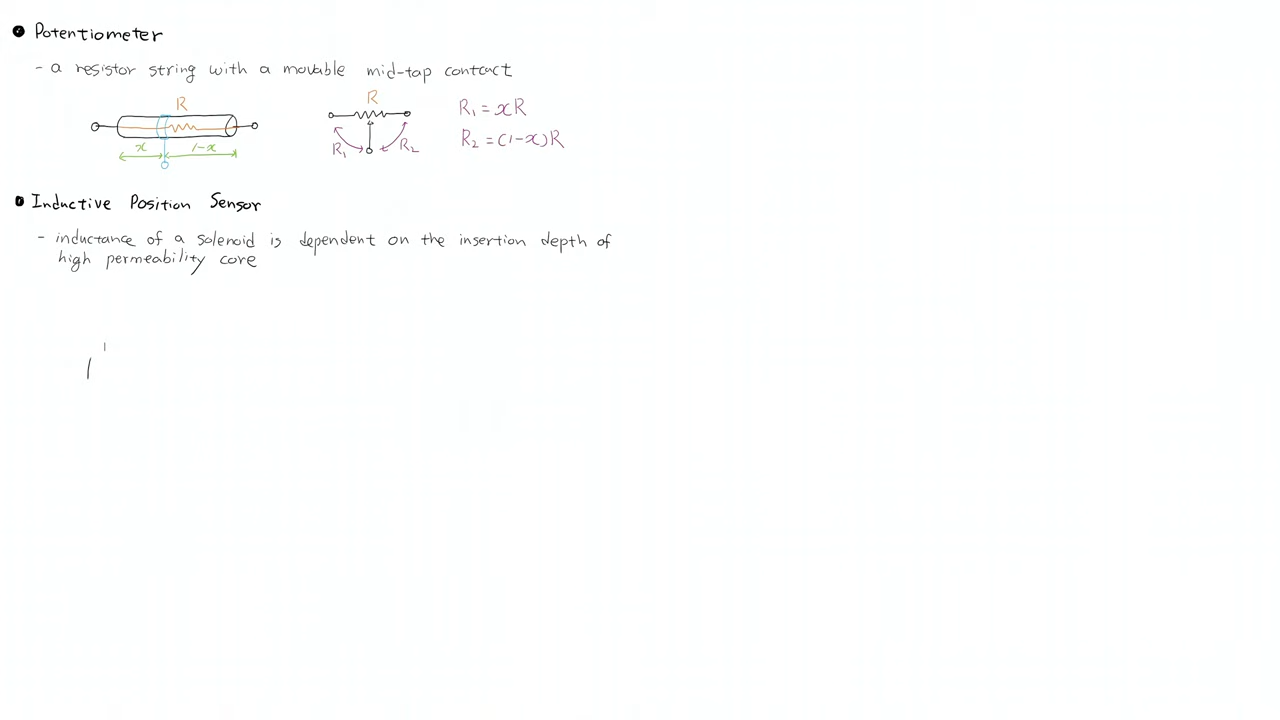 Potentiometer
- a resistor string with a movable mid-tap contact
R
x
1-x
R
R1
R2
R1 = xR
R2 = (1-x)R
Inductive Position Sensor
- inductance of a solenoid is dependent on the insertion depth of
high permeability core